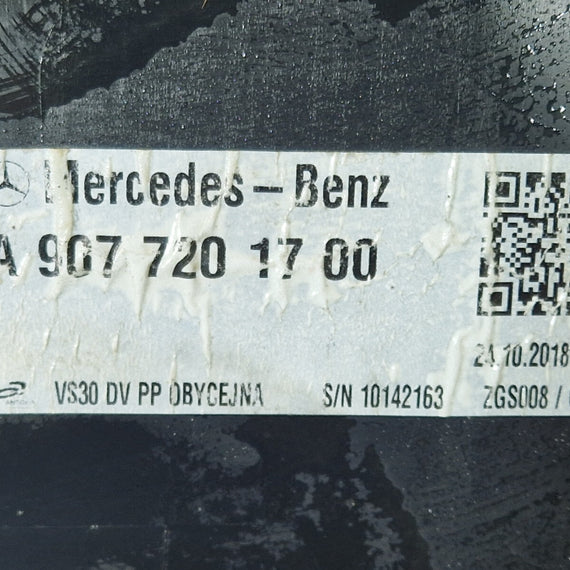 Mercedes-Benz
A 907 720 17 00
24.10.2018
VS30 DV PP OBYCEJNA S/N 10142163 ZGS008 /